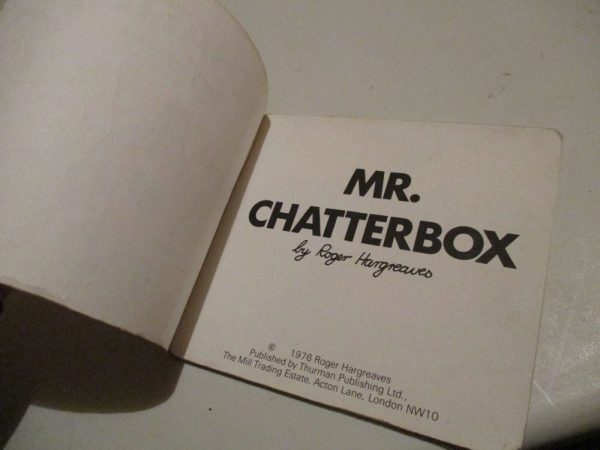 MR.
CHATTERBOX
by Roger Hargreaves
© 1976 Roger Hargreaves
Published by Thurman Publishing Ltd.,
The Mill Trading Estate, Acton Lane, London NW10